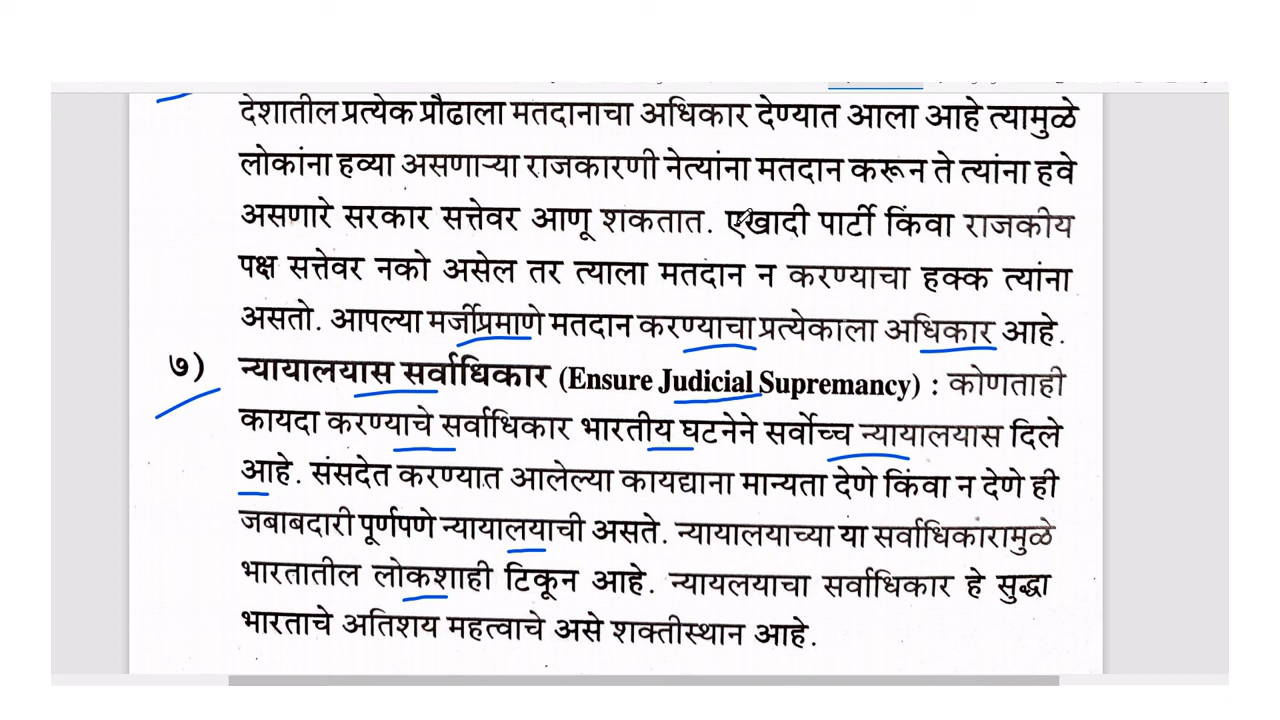 देशातील प्रत्येक प्रौढाला मतदानाचा अधिकार देण्यात आला आहे त्यामुळे
लोकांना हव्या असणाऱ्या राजकारणी नेत्यांना मतदान करून ते त्यांना हवे
असणारे सरकार सत्तेवर आणू शकतात. एखादी पार्टी किंवा राजकीय
पक्ष सत्तेवर नको असेल तर त्याला मतदान न करण्याचा हक्क त्यांना
असतो. आपल्या मर्जीप्रमाणे मतदान करण्याचा प्रत्येकाला अधिकार आहे.
७) न्यायालयास सर्वाधिकार (Ensure Judicial Supremancy) : कोणताही
कायदा करण्याचे सर्वाधिकार भारतीय घटनेने सर्वोच्च न्यायालयास दिले
आहे. संसदेत करण्यात आलेल्या कायद्याना मान्यता देणे किंवा न देणे ही
जबाबदारी पूर्णपणे न्यायालयाची असते. न्यायालयाच्या या सर्वाधिकारामुळे
भारतातील लोकशाही टिकून आहे. न्यायलयाचा सर्वाधिकार हे सुद्धा
भारताचे अतिशय महत्वाचे असे शक्तीस्थान आहे.